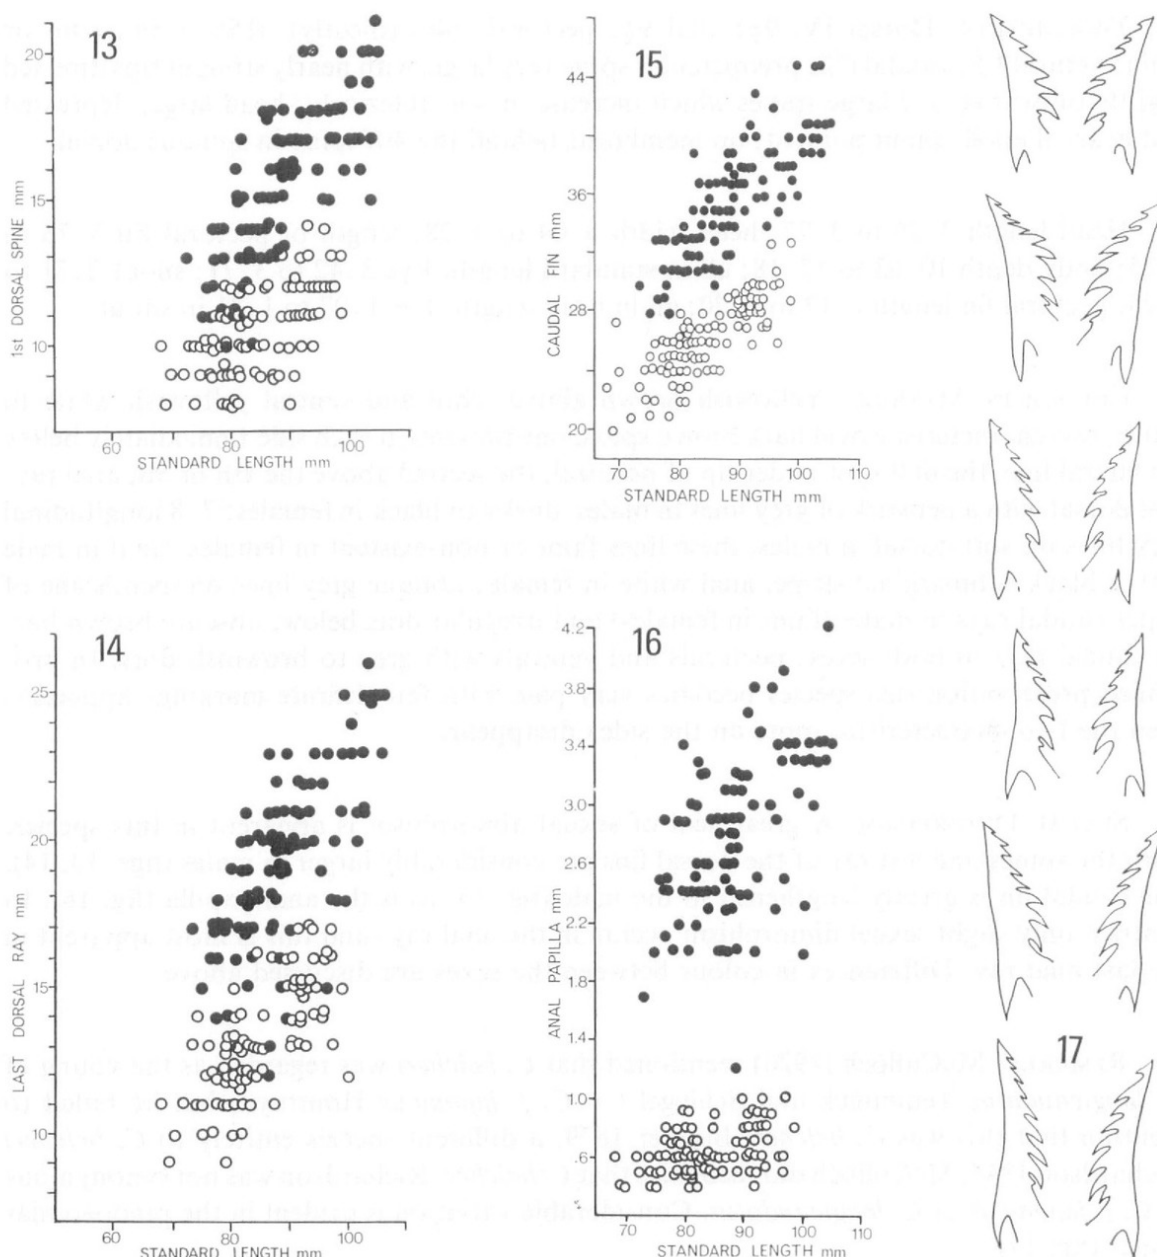 13
20
15
10
1st DORSAL SPINE mm
60 80 100
STANDARD LENGTH mm
15
44
36
28
20
CAUDAL FIN mm
70 80 90 100 110
STANDARD LENGTH mm
14
25
20
15
10
LAST DORSAL RAY mm
60 80 100
STANDARD LENGTH mm
16
4.2
3.8
3.4
3.0
2.6
2.2
1.8
1.4
1.0
.6
ANAL PAPILLA mm
70 80 90 100 110
STANDARD LENGTH mm
17